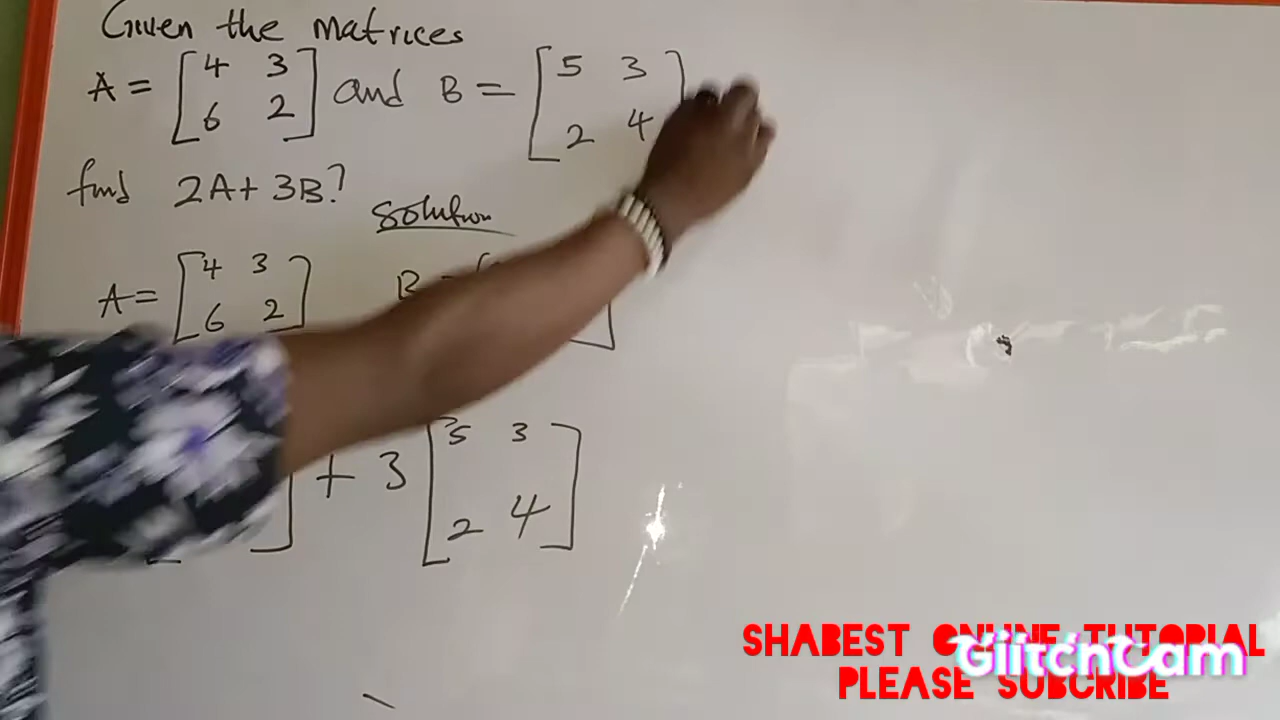 Given the matrices
A = [4 3 6 2] and B = [5 3 2 4]
find 2A + 3B?
Solution
A = [4 3 6 2] B =
+ 3 [5 3 2 4]
SHABEST ONLINE TUTORIAL
PLEASE SUBCRIBE
GlitchCam